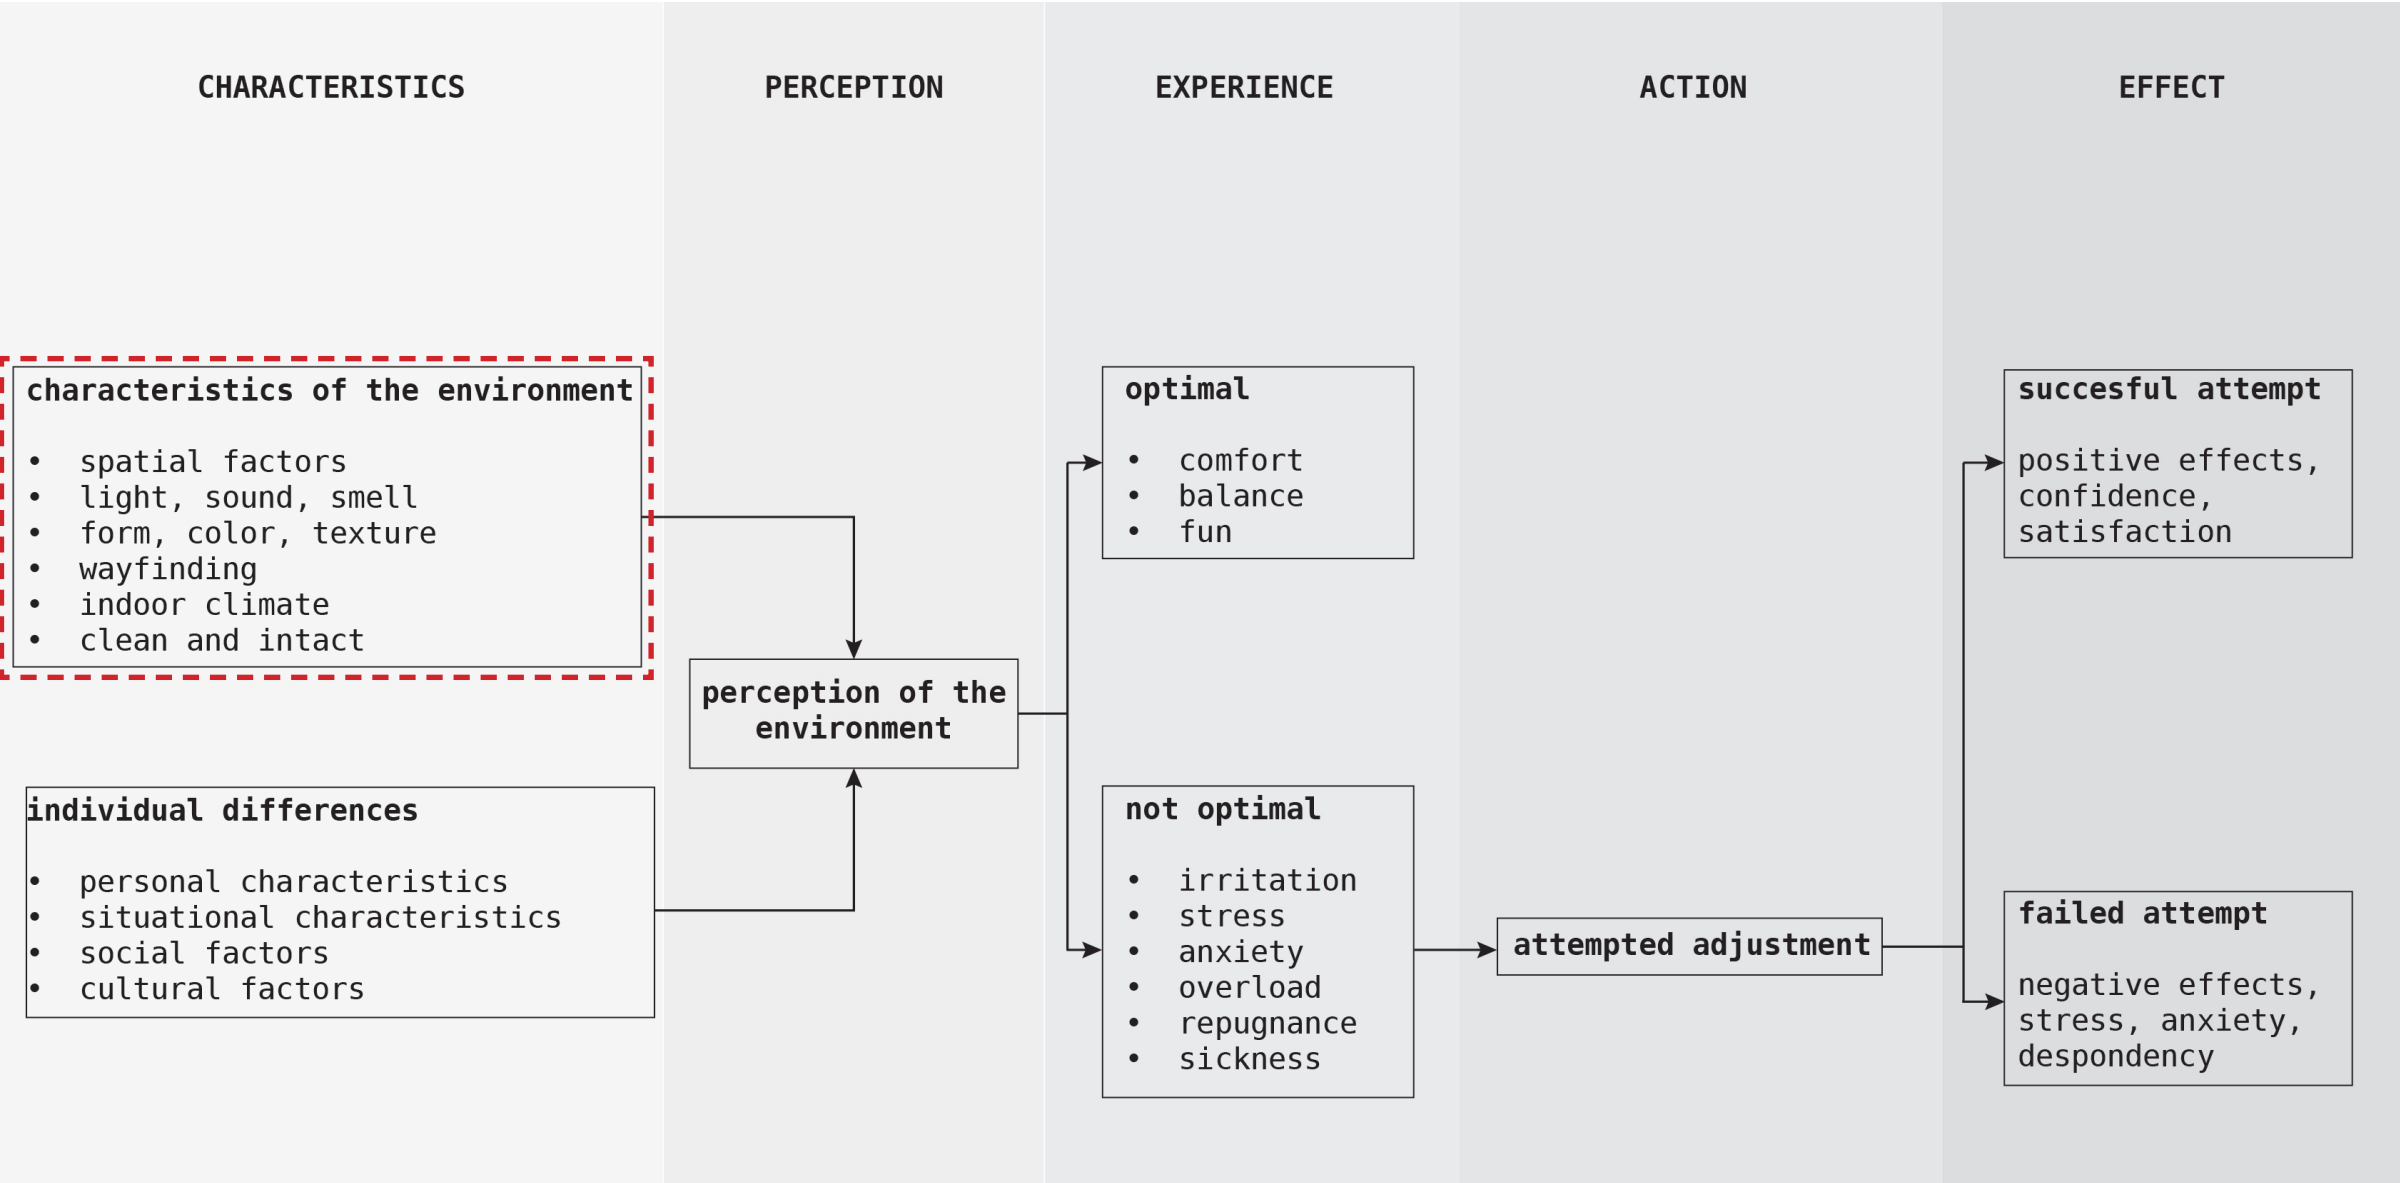 CHARACTERISTICS
PERCEPTION
EXPERIENCE
ACTION
EFFECT
characteristics of the environment
• spatial factors
• light, sound, smell
• form, color, texture
• wayfinding
• indoor climate
• clean and intact
individual differences
• personal characteristics
• situational characteristics
• social factors
• cultural factors
perception of the
environment
optimal
• comfort
• balance
• fun
not optimal
• irritation
• stress
• anxiety
• overload
• repugnance
• sickness
attempted adjustment
succesful attempt
positive effects,
confidence,
satisfaction
failed attempt
negative effects,
stress, anxiety,
despondency